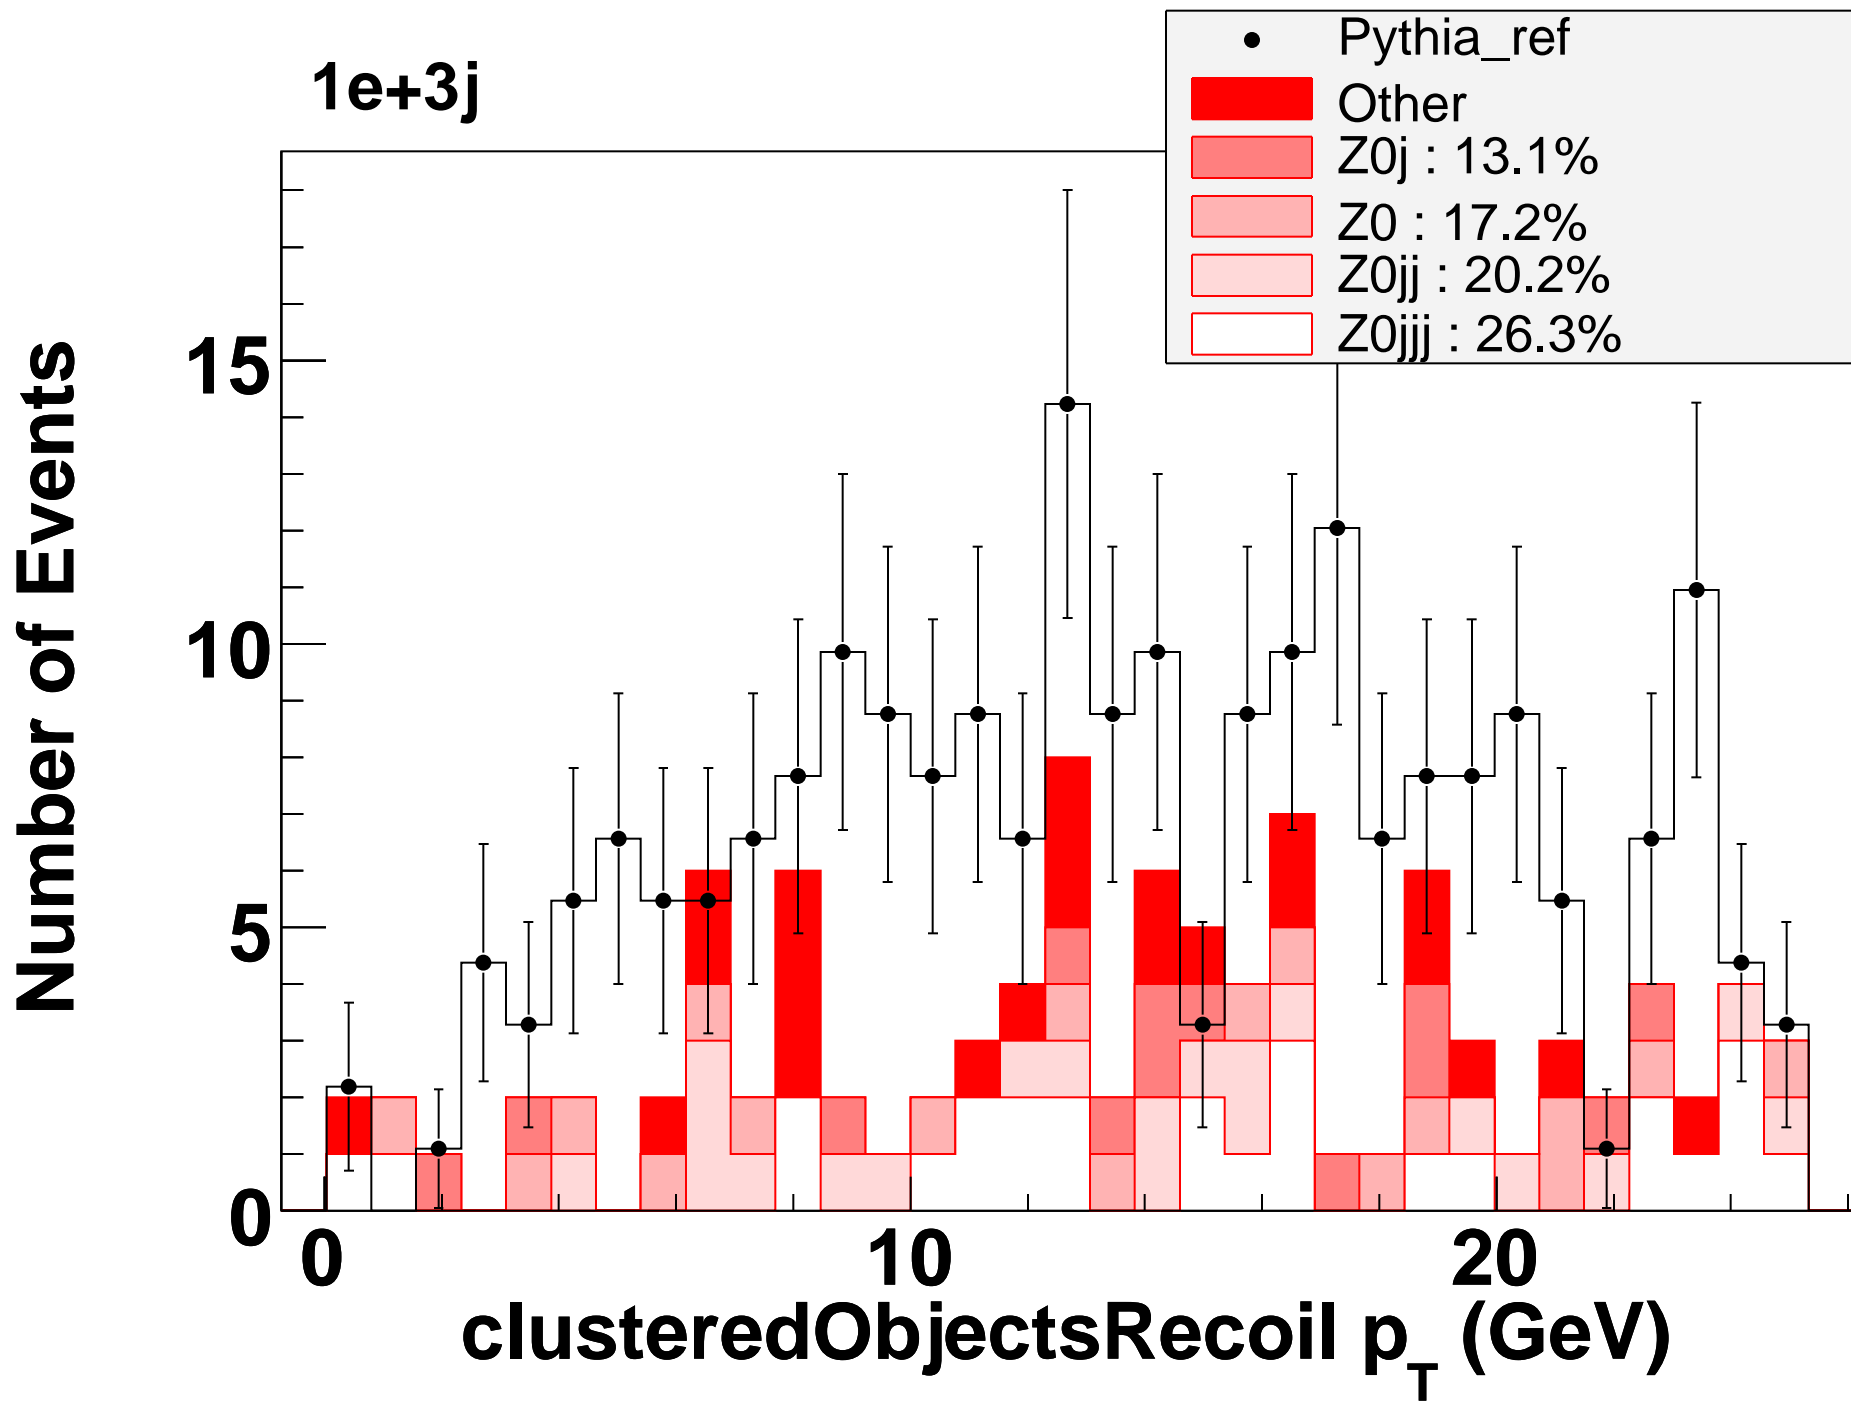 1e+3j
Pythia_ref
Other
Z0j : 13.1%
Z0 : 17.2%
Z0jj : 20.2%
Z0jjj : 26.3%
Number of Events
15
10
5
0
0 10 20
clusteredObjectsRecoil p_T (GeV)